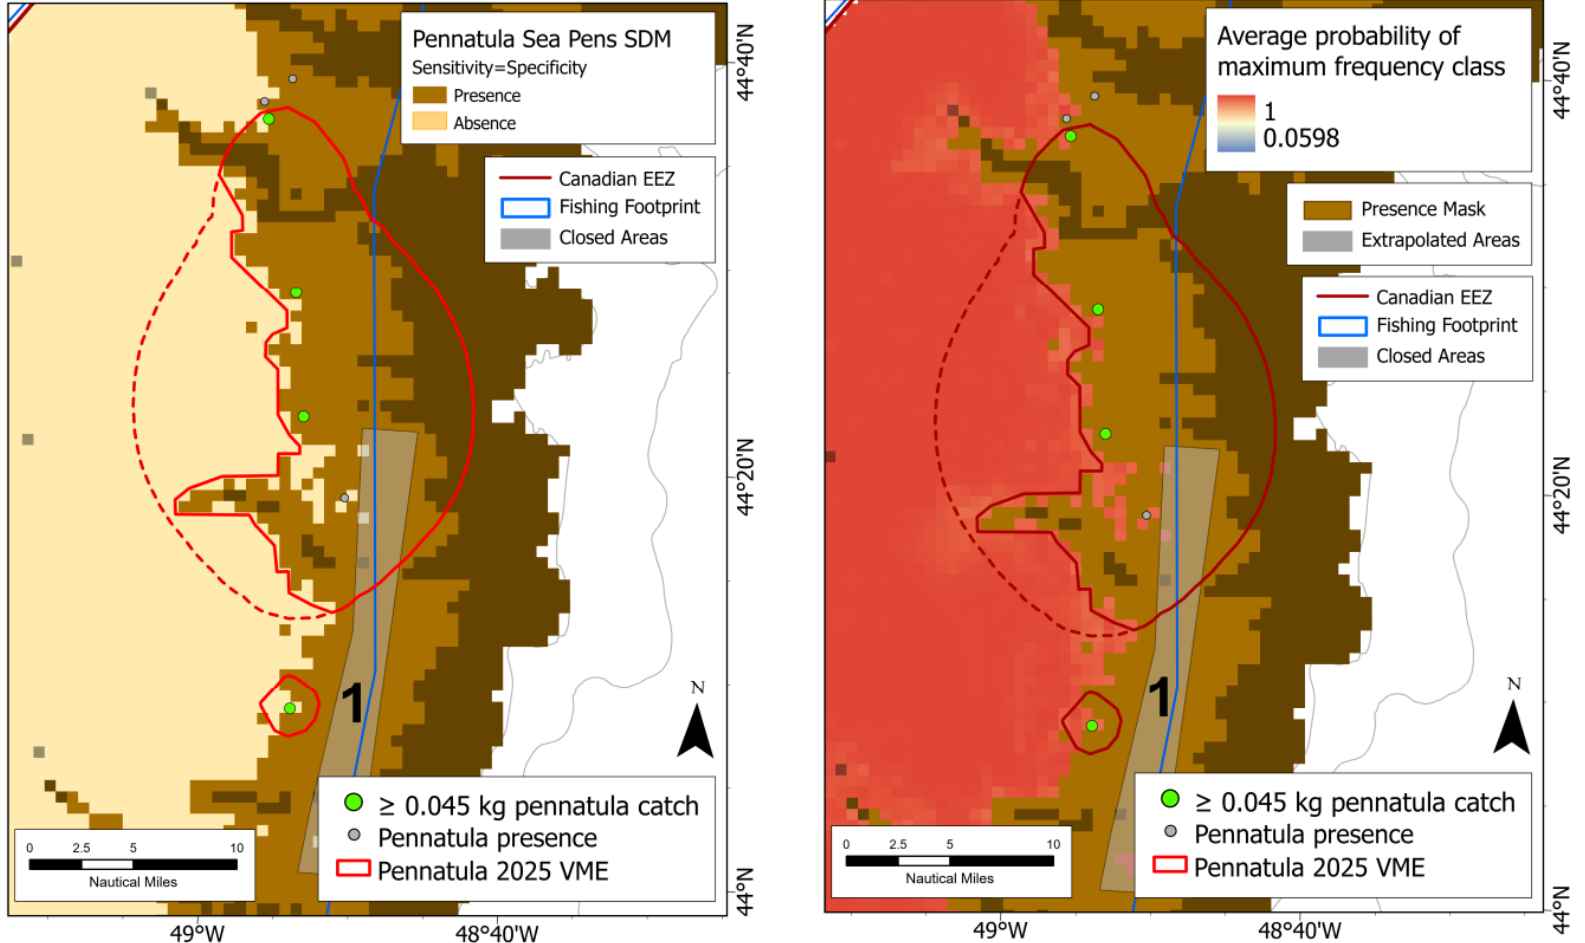 Pennatula Sea Pens SDM
Sensitivity=Specificity
Presence
Absence
Canadian EEZ
Fishing Footprint
Closed Areas
44°40'N
44°20'N
44°N
1
N
≥ 0.045 kg pennatula catch
Pennatula presence
Pennatula 2025 VME
0 2.5 5 10
Nautical Miles
49°W 48°40'W
Average probability of
maximum frequency class
1
0.0598
Presence Mask
Extrapolated Areas
Canadian EEZ
Fishing Footprint
Closed Areas
44°40'N
44°20'N
44°N
1
N
≥ 0.045 kg pennatula catch
Pennatula presence
Pennatula 2025 VME
0 2.5 5 10
Nautical Miles
49°W 48°40'W